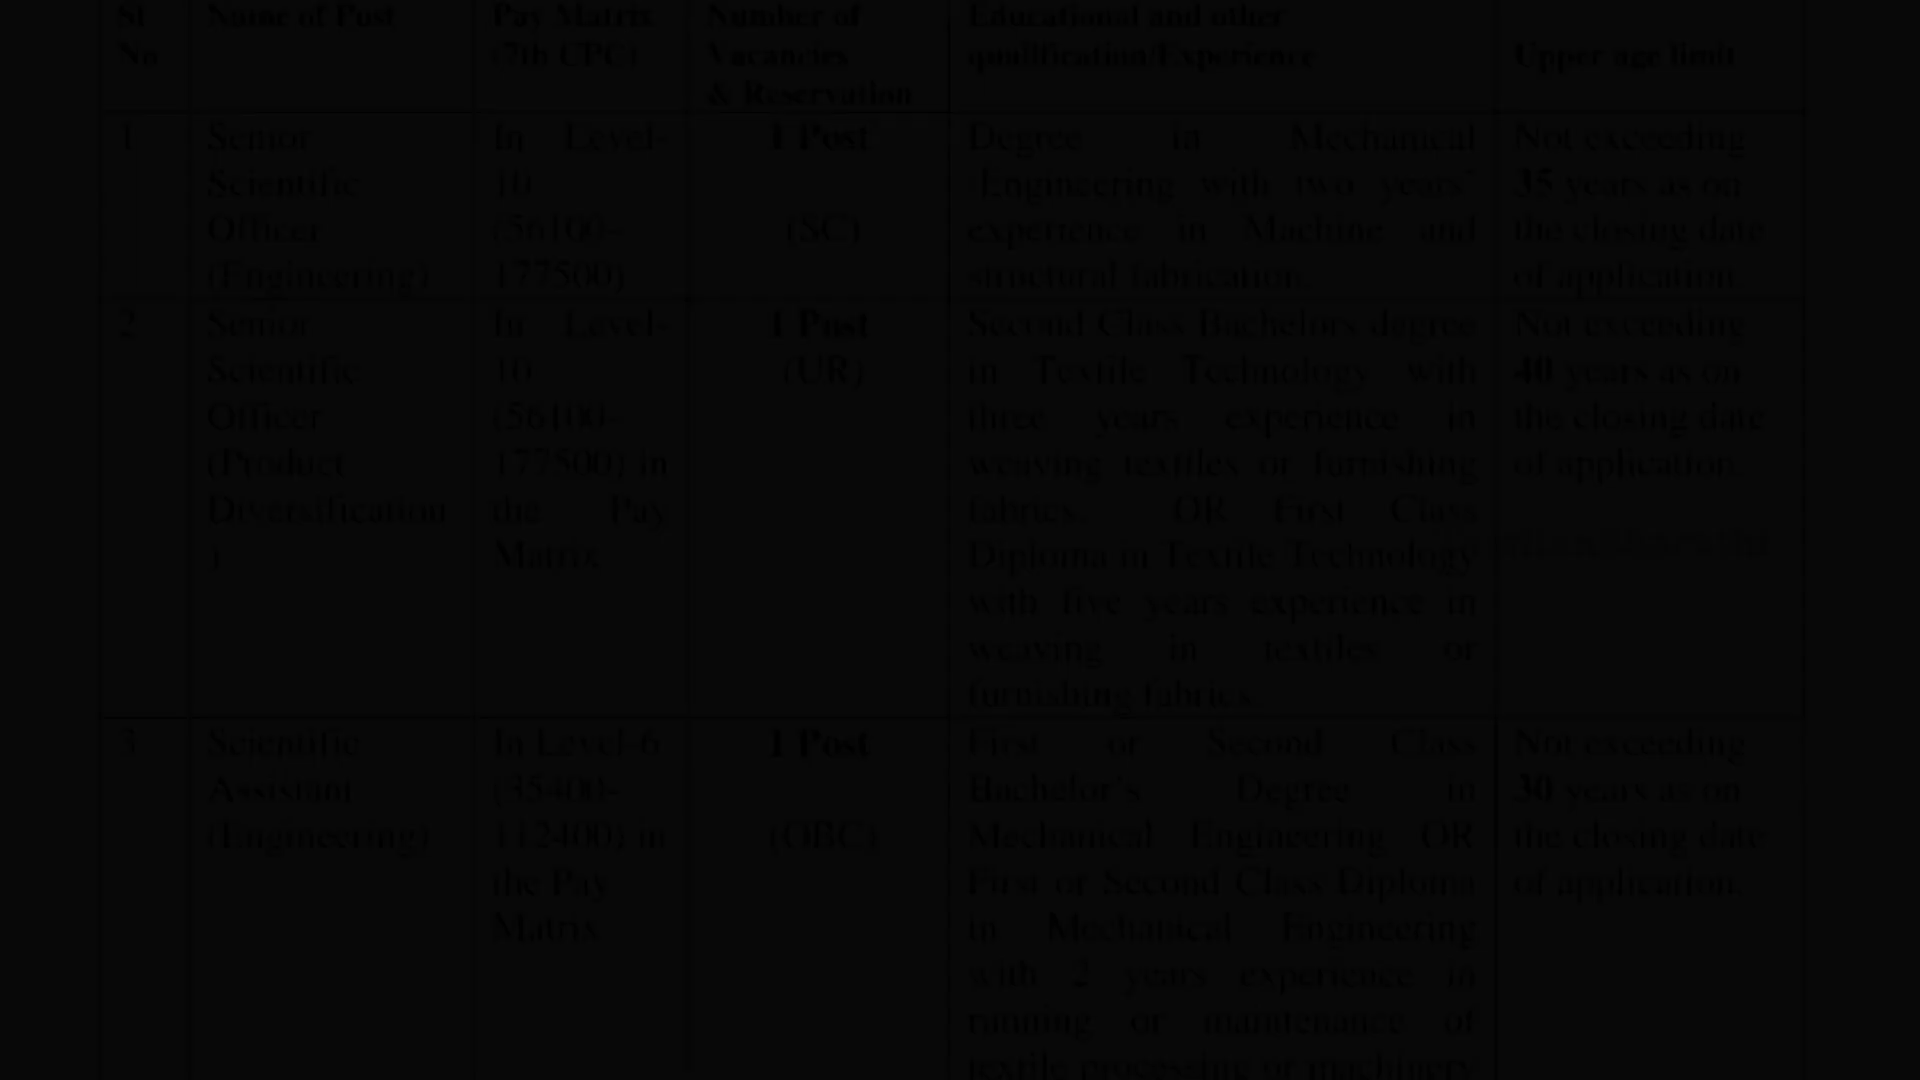 Sl
No
Name of Post
Pay Matrix
(7th CPC)
Number of
Vacancies
& Reservation
Educational and other
qualification/Experience
Upper age limit
1
Senior
Scientific
Officer
(Engineering)
In Level-
10
(56100-
177500)
1 Post
(SC)
Degree in Mechanical
Engineering with two years'
experience in Machine and
structural fabrication.
Not exceeding
35 years as on
the closing date
of application.
2
Senior
Scientific
Officer
(Product
Diversification
)
In Level-
10
(56100-
177500) in
the Pay
Matrix
1 Post
(UR)
Second Class Bachelors degree
in Textile Technology with
three years experience in
weaving textiles or furnishing
fabrics. OR First Class
Diploma in Textile Technology
with five years experience in
weaving in textiles or
furnishing fabrics.
Not exceeding
40 years as on
the closing date
of application.
3
Scientific
Assistant
(Engineering)
In Level-6
(35400-
112400) in
the Pay
Matrix
1 Post
(OBC)
First or Second Class
Bachelor's Degree in
Mechanical Engineering OR
First or Second Class Diploma
in Mechanical Engineering
with 2 years experience in
running or maintenance of
textile processing or machinery
Not exceeding
30 years as on
the closing date
of application.